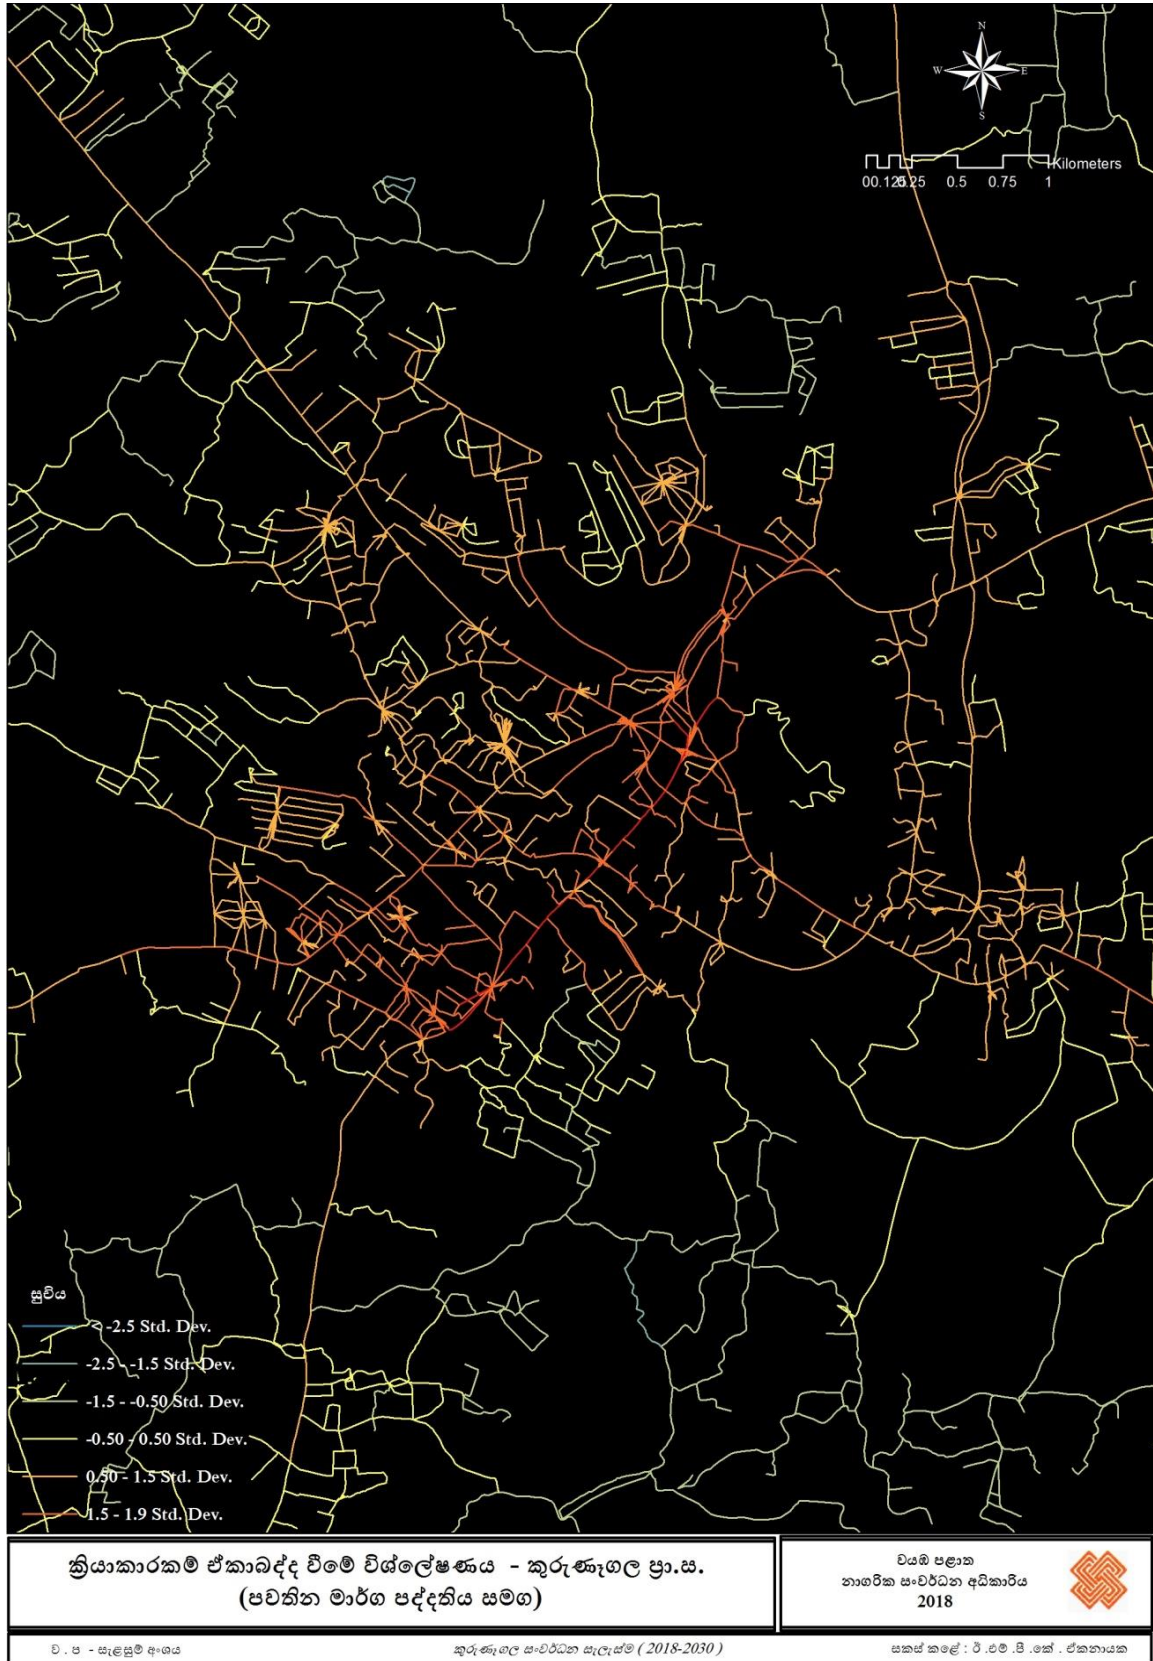 N
W E
S
Kilometers
0 0.125 0.25 0.5 0.75 1
සුචිය
< -2.5 Std. Dev.
-2.5 - -1.5 Std. Dev.
-1.5 - -0.50 Std. Dev.
-0.50 - 0.50 Std. Dev.
0.50 - 1.5 Std. Dev.
1.5 - 1.9 Std. Dev.
ක්‍රියාකාරකම් ඒකාබද්ද වීමේ විශ්ලේෂණය - කුරුණෑගල ප්‍රා.ස.
(පවතින මාර්ග පද්දතිය සමග)
වයඹ පළාත
නාගරික සංවර්ධන අධිකාරිය
2018
ව . ප - සැළසුම් අංශය
කුරුණෑගල සංවර්ධන සැලැස්ම ( 2018-2030 )
සකස් කළේ : ඊ .එම් .පී .කේ . ඒකනායක